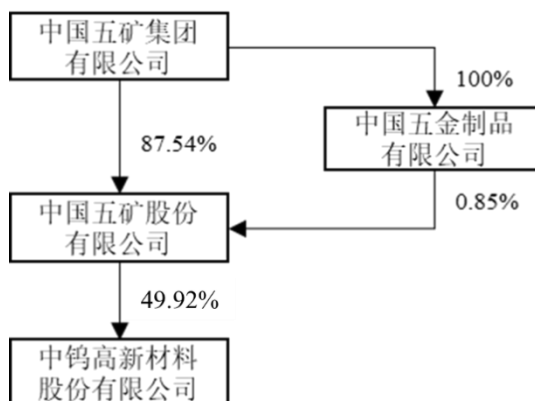 中国五矿集团
有限公司
100%
中国五金制品
有限公司
87.54%
0.85%
中国五矿股份
有限公司
49.92%
中钨高新材料
股份有限公司